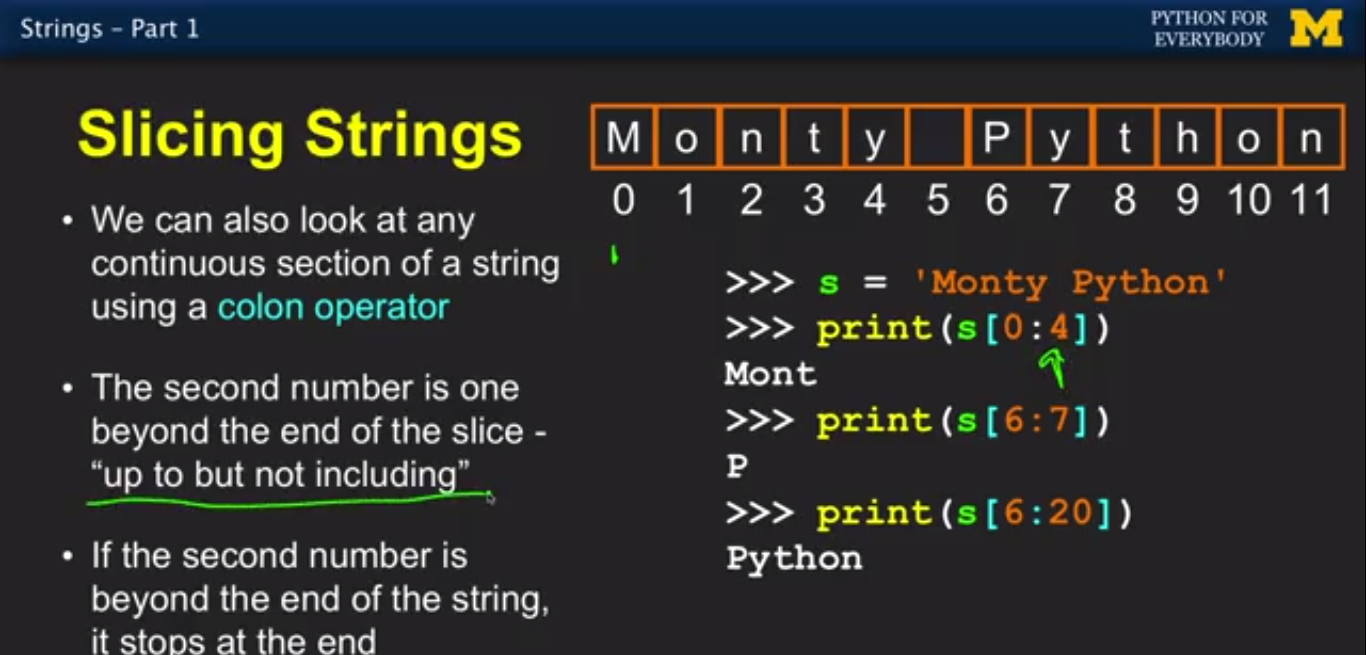 Strings – Part 1
PYTHON FOR
EVERYBODY
M
Slicing Strings
• We can also look at any
continuous section of a string
using a colon operator
• The second number is one
beyond the end of the slice -
“up to but not including”
• If the second number is
beyond the end of the string,
it stops at the end
M o n t y P y t h o n
0 1 2 3 4 5 6 7 8 9 10 11
>>> s = 'Monty Python'
>>> print(s[0:4])
Mont
>>> print(s[6:7])
P
>>> print(s[6:20])
Python